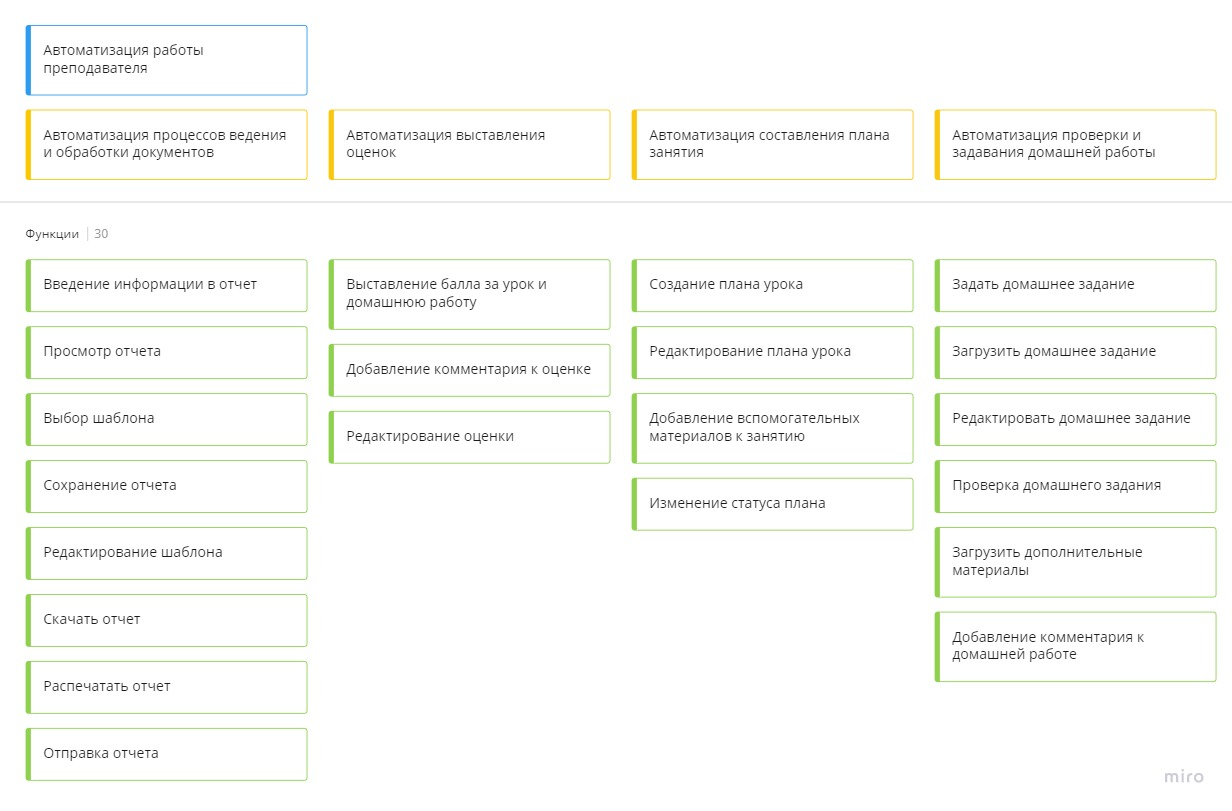 Автоматизация работы
преподавателя
Автоматизация процессов ведения
и обработки документов
Автоматизация выставления
оценок
Автоматизация составления плана
занятия
Автоматизация проверки и
задавания домашней работы
Функции | 30
Введение информации в отчет
Просмотр отчета
Выбор шаблона
Сохранение отчета
Редактирование шаблона
Скачать отчет
Распечатать отчет
Отправка отчета
Выставление балла за урок и
домашнюю работу
Добавление комментария к оценке
Редактирование оценки
Создание плана урока
Редактирование плана урока
Добавление вспомогательных
материалов к занятию
Изменение статуса плана
Задать домашнее задание
Загрузить домашнее задание
Редактировать домашнее задание
Проверка домашнего задания
Загрузить дополнительные
материалы
Добавление комментария к
домашней работе
miro